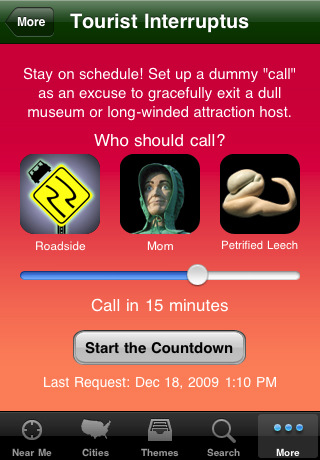 More
Tourist Interruptus
Stay on schedule! Set up a dummy "call"
as an excuse to gracefully exit a dull
museum or long-winded attraction host.
Who should call?
Roadside
Mom
Petrified Leech
Call in 15 minutes
Start the Countdown
Last Request: Dec 18, 2009 1:10 PM
Near Me
Cities
Themes
Search
More